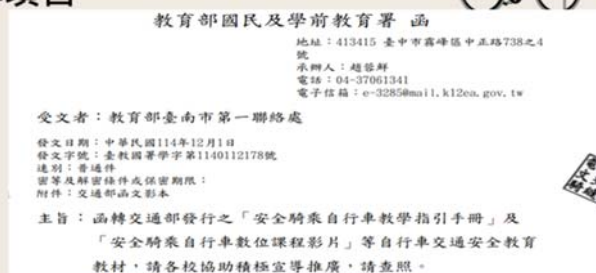 教育部國民及學前教育署 函
地址：413415 臺中市霧峰區中正路738之4
號
承辦人：趙蓉鮮
電話：04-37061341
電子信箱：e-3285@mail.k12ea.gov.tw
受文者：教育部臺南市第一聯絡處
發文日期：中華民國114年12月1日
發文字號：臺教國署學字第1140112178號
速別：普通件
密等及解密條件或保密期限：
附件：交通部函文影本
主旨：函轉交通部發行之「安全騎乘自行車教學指引手冊」及
「安全騎乘自行車數位課程影片」等自行車交通安全教育
教材，請各校協助積極宣導推廣，請查照。